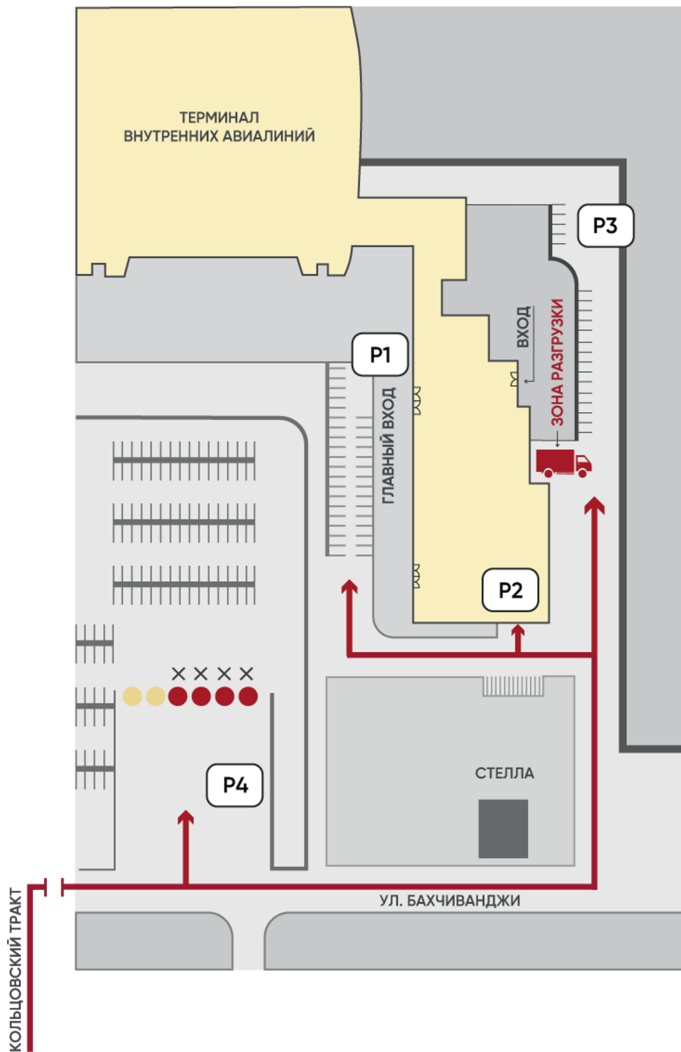 ТЕРМИНАЛ
ВНУТРЕННИХ АВИАЛИНИЙ
P3
ВХОД
ЗОНА РАЗГРУЗКИ
P1
ГЛАВНЫЙ ВХОД
P2
СТЕЛЛА
P4
УЛ. БАХЧИВАНДЖИ
КОЛЬЦОВСКИЙ ТРАКТ